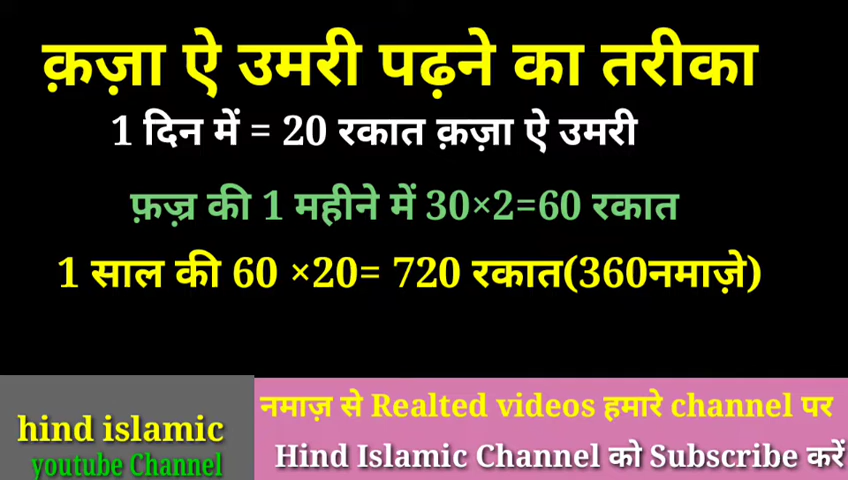 क़ज़ा ऐ उमरी पढ़ने का तरीका
1 दिन में = 20 रकात क़ज़ा ऐ उमरी
फ़ज्र की 1 महीने में 30×2=60 रकात
1 साल की 60 ×20= 720 रकात(360नमाज़े)
hind islamic
youtube Channel
नमाज़ से Realted videos हमारे channel पर
Hind Islamic Channel को Subscribe करें